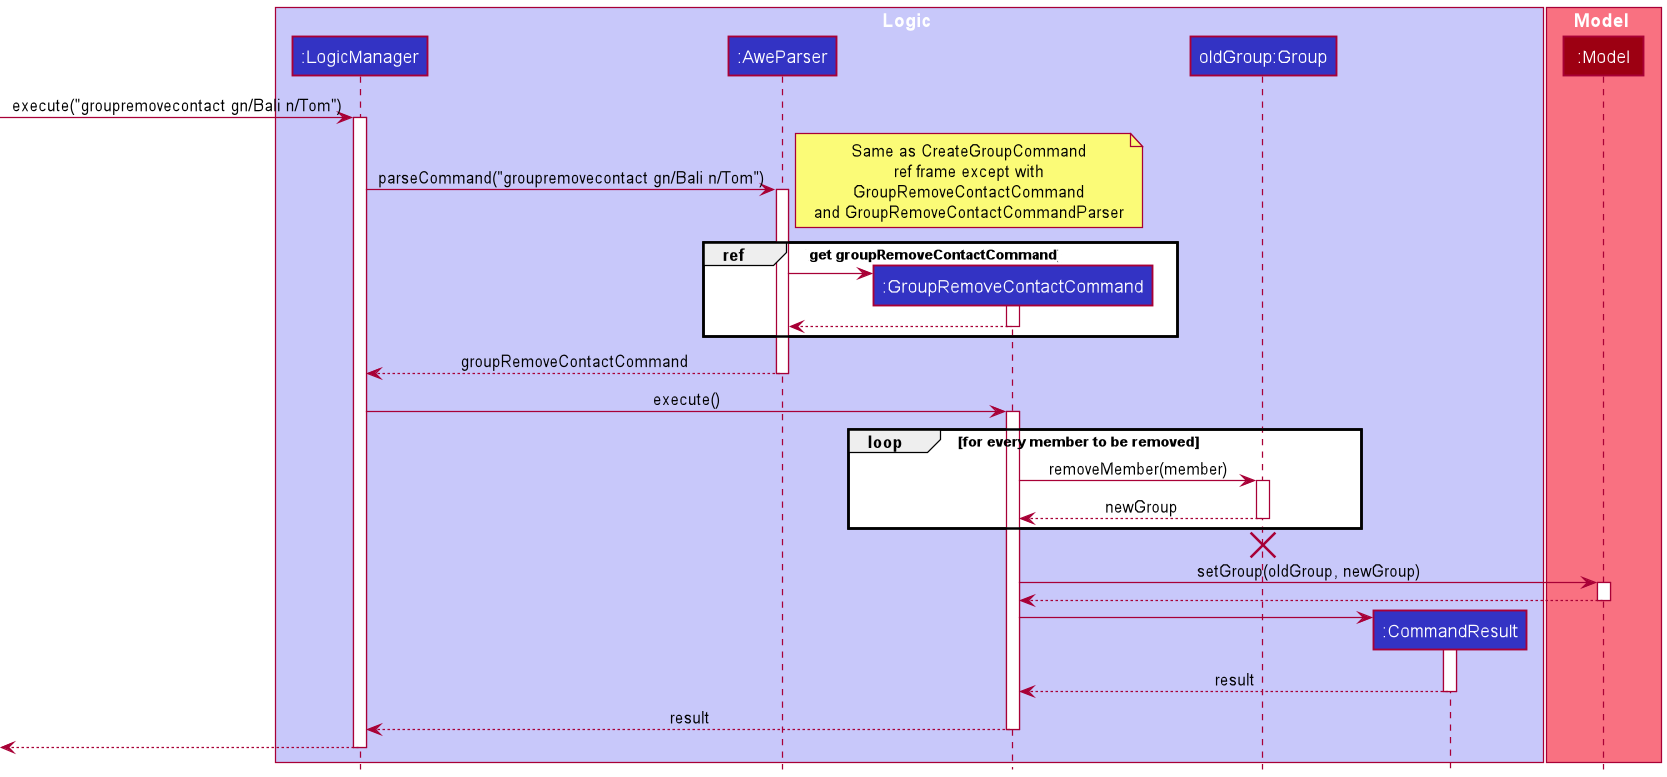 Logic
Model
:LogicManager
:AweParser
oldGroup:Group
:Model
execute("groupremovecontact gn/Bali n/Tom")
Same as CreateGroupCommand
ref frame except with
GroupRemoveContactCommand
and GroupRemoveContactCommandParser
parseCommand("groupremovecontact gn/Bali n/Tom")
ref
get groupRemoveContactCommand
:GroupRemoveContactCommand
groupRemoveContactCommand
execute()
loop
[for every member to be removed]
removeMember(member)
newGroup
setGroup(oldGroup, newGroup)
:CommandResult
result
result